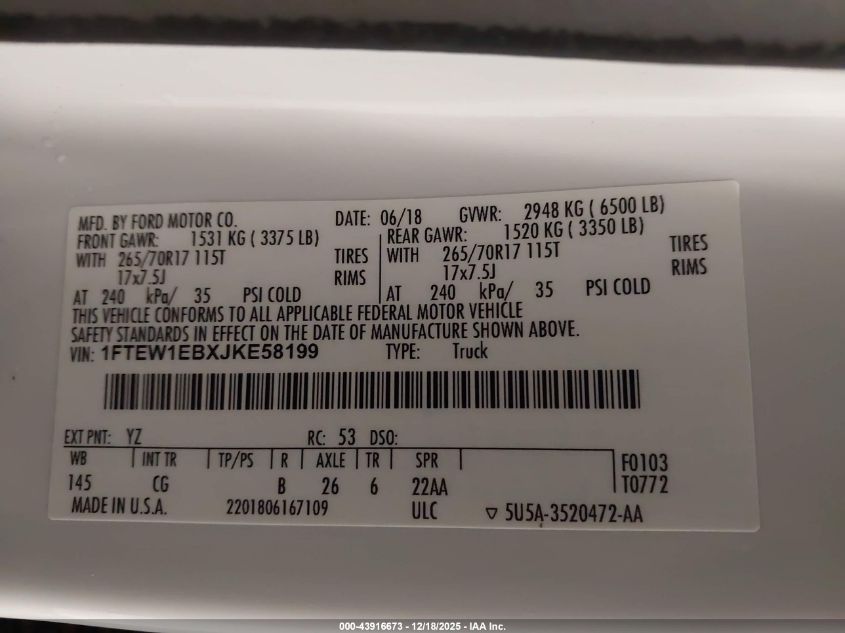 MFD. BY FORD MOTOR CO. DATE: 06/18 GVWR: 2948 KG ( 6500 LB)
FRONT GAWR: 1531 KG ( 3375 LB) REAR GAWR: 1520 KG ( 3350 LB)
WITH 265/70R17 115T TIRES WITH 265/70R17 115T TIRES
17x7.5J RIMS 17x7.5J RIMS
AT 240 kPa/ 35 PSI COLD AT 240 kPa/ 35 PSI COLD
THIS VEHICLE CONFORMS TO ALL APPLICABLE FEDERAL MOTOR VEHICLE
SAFETY STANDARDS IN EFFECT ON THE DATE OF MANUFACTURE SHOWN ABOVE.
VIN: 1FTEW1EBXJKE58199 TYPE: Truck
EXT PNT: YZ RC: 53 DSO:
WB INT TR TP/PS R AXLE TR SPR F0103
145 CG B 26 6 22AA T0772
MADE IN U.S.A. 2201806167109 ULC ▽ 5U5A-3520472-AA
000-43916673 - 12/18/2025 - IAA Inc.